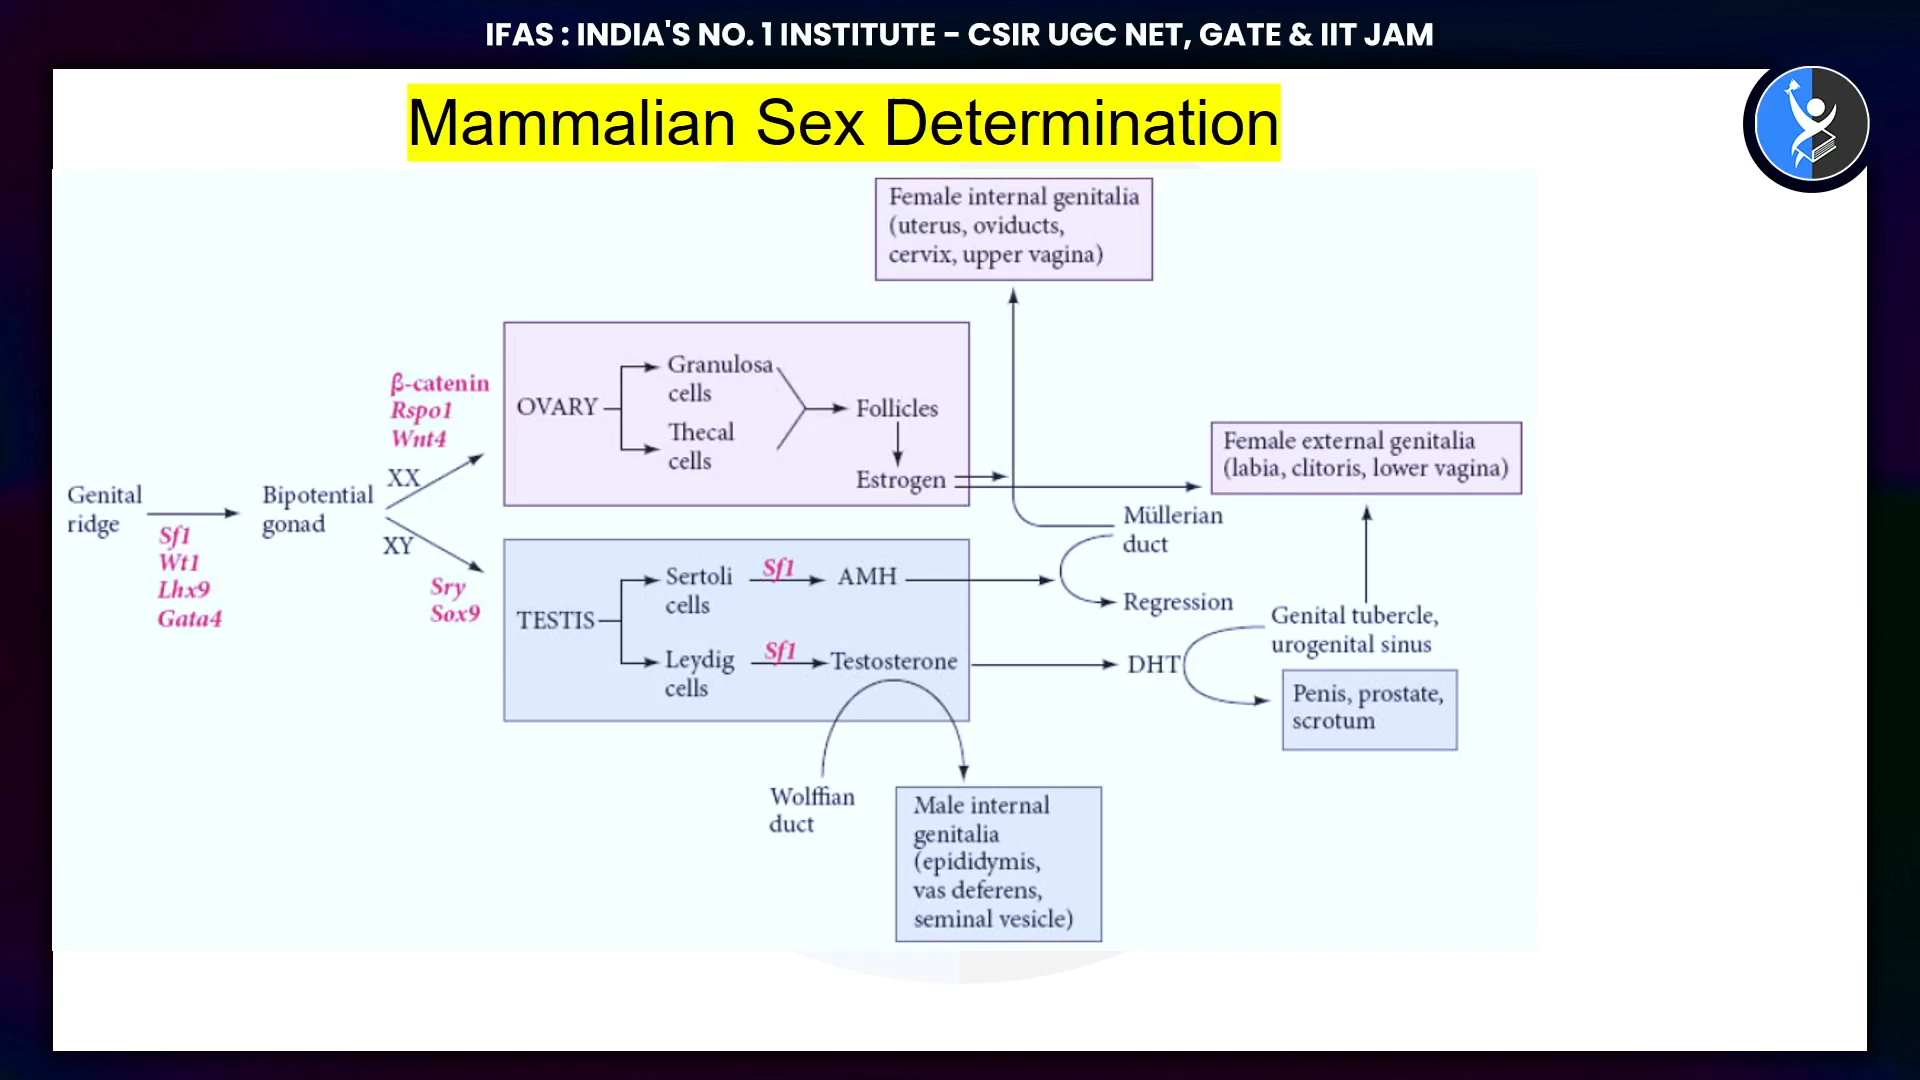 IFAS : INDIA'S NO. 1 INSTITUTE – CSIR UGC NET, GATE & IIT JAM
Mammalian Sex Determination
Female internal genitalia
(uterus, oviducts,
cervix, upper vagina)
Genital
ridge
Sf1
Wt1
Lhx9
Gata4
Bipotential
gonad
β-catenin
Rspo1
Wnt4
XX
XY
Sry
Sox9
OVARY
Granulosa
cells
Thecal
cells
Follicles
Estrogen
Female external genitalia
(labia, clitoris, lower vagina)
Müllerian
duct
TESTIS
Sertoli
cells
Sf1
AMH
Regression
Leydig
cells
Sf1
Testosterone
DHT
Genital tubercle,
urogenital sinus
Penis, prostate,
scrotum
Wolffian
duct
Male internal
genitalia
(epididymis,
vas deferens,
seminal vesicle)